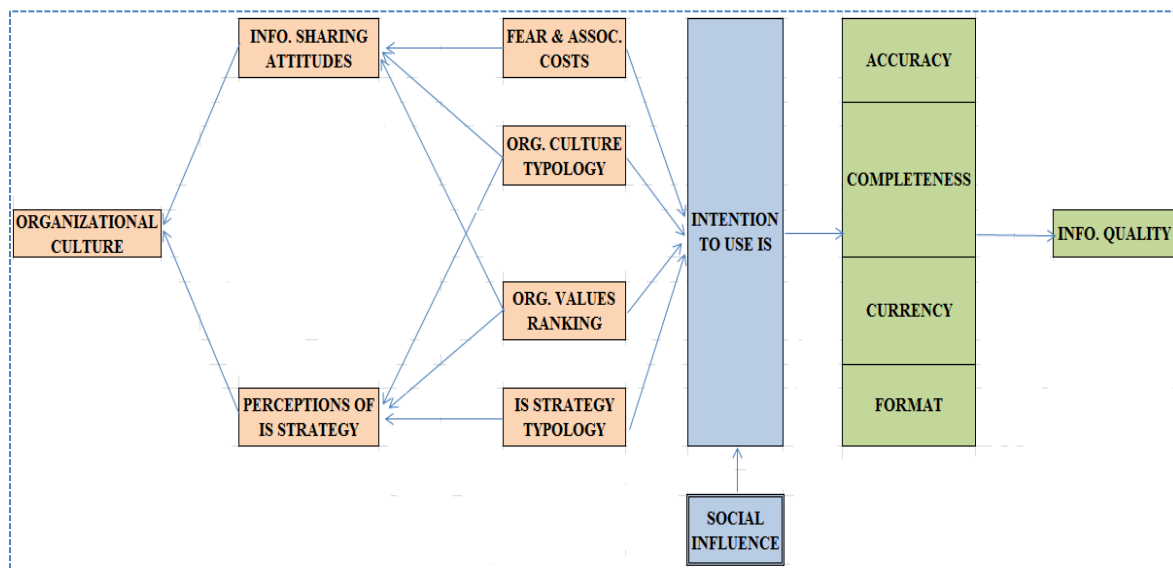 INFO. SHARING
ATTITUDES
FEAR & ASSOC.
COSTS
ACCURACY
ORG. CULTURE
TYPOLOGY
COMPLETENESS
ORGANIZATIONAL
CULTURE
INTENTION
TO USE IS
INFO. QUALITY
ORG. VALUES
RANKING
CURRENCY
PERCEPTIONS OF
IS STRATEGY
IS STRATEGY
TYPOLOGY
FORMAT
SOCIAL
INFLUENCE